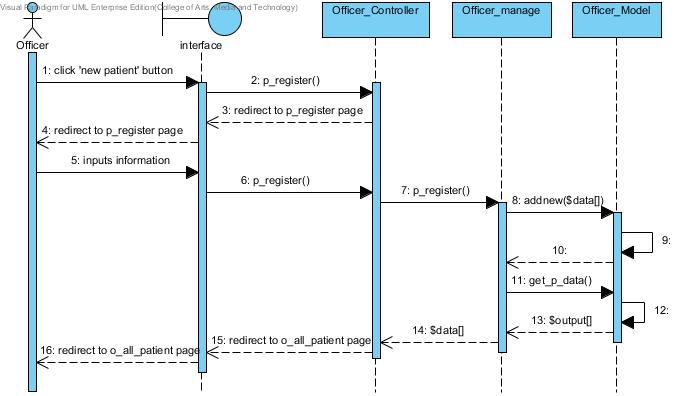 Visual Paradigm for UML Enterprise Edition(College of Arts, Media and Technology)
Officer_Controller
Officer_manage
Officer_Model
Officer
interface
1: click 'new patient' button
2: p_register()
3: redirect to p_register page
4: redirect to p_register page
5: inputs information
6: p_register()
7: p_register()
8: addnew($data[])
9:
10:
11: get_p_data()
12:
13: $output[]
14: $data[]
15: redirect to o_all_patient page
16: redirect to o_all_patient page